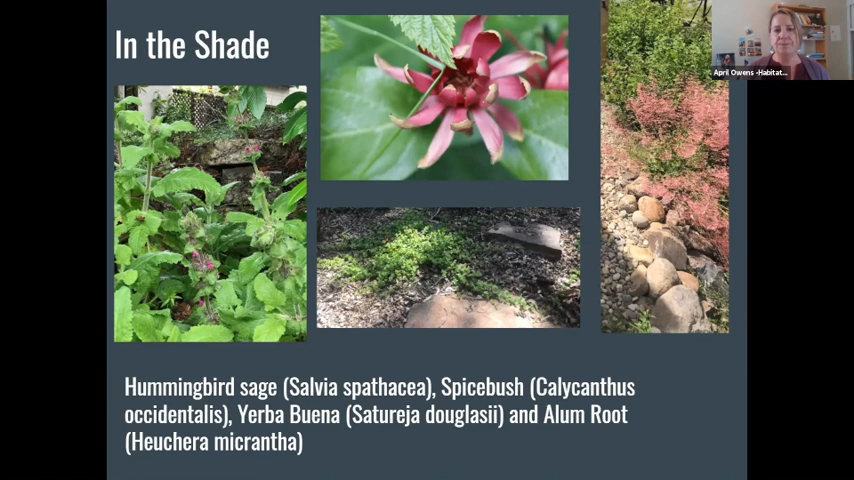 In the Shade
April Owens -Habitat...
Hummingbird sage (Salvia spathacea), Spicebush (Calycanthus
occidentalis), Yerba Buena (Satureja douglasii) and Alum Root
(Heuchera micrantha)